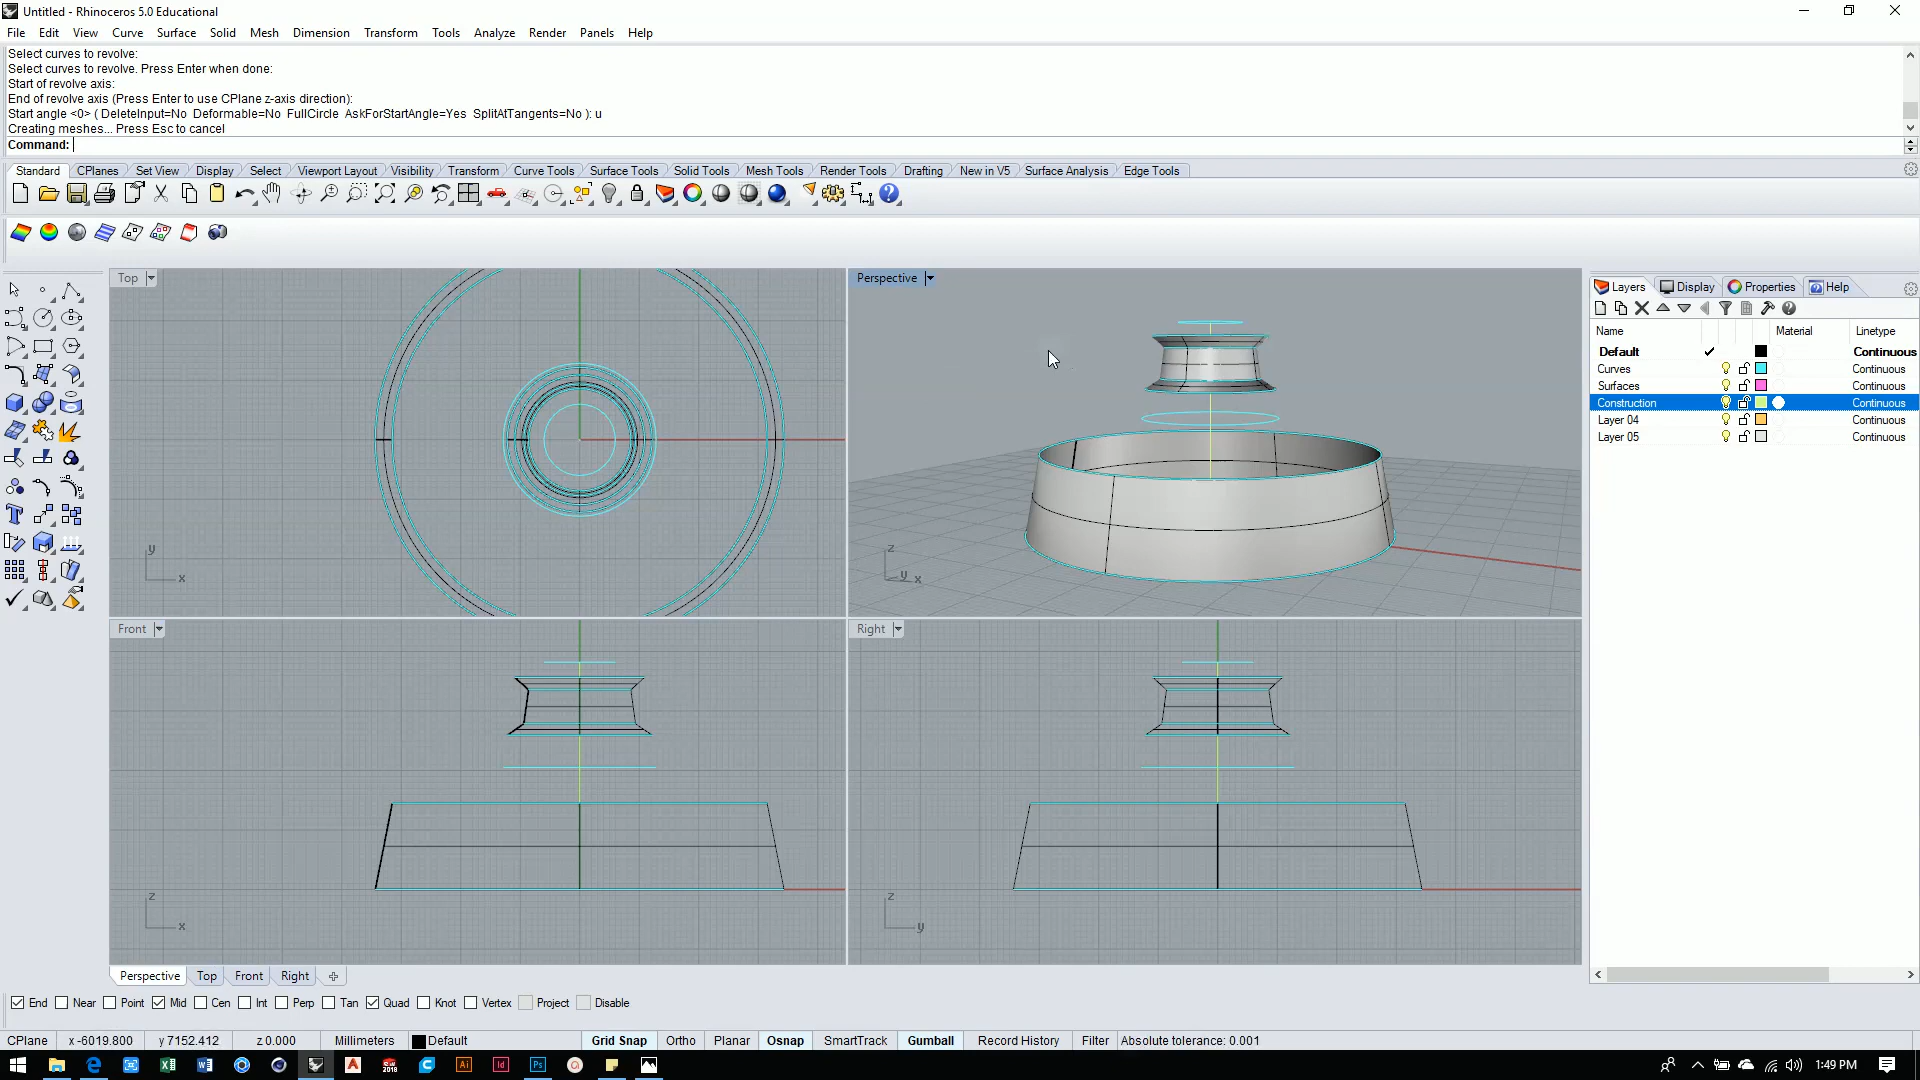 Untitled - Rhinoceros 5.0 Educational
File Edit View Curve Surface Solid Mesh Dimension Transform Tools Analyze Render Panels Help
Select curves to revolve:
Select curves to revolve. Press Enter when done:
Start of revolve axis:
End of revolve axis (Press Enter to use CPlane z-axis direction):
Start angle <0> ( DeleteInput=No Deformable=No FullCircle AskForStartAngle=Yes SplitAtTangents=No ): u
Creating meshes... Press Esc to cancel
Command:
Standard CPlanes Set View Display Select Viewport Layout Visibility Transform Curve Tools Surface Tools Solid Tools Mesh Tools Render Tools Drafting New in V5 Surface Analysis Edge Tools
Top
Perspective
Layers Display Properties Help
Name Material Linetype
Default Continuous
Curves Continuous
Surfaces Continuous
Construction Continuous
Layer 04 Continuous
Layer 05 Continuous
y
x
z
y x
Front
Right
z
x
z
y
Perspective Top Front Right
End Near Point Mid Cen Int Perp Tan Quad Knot Vertex Project Disable
CPlane x -6019.800 y 7152.412 z 0.000 Millimeters Default Grid Snap Ortho Planar Osnap SmartTrack Gumball Record History Filter Absolute tolerance: 0.001
2018 Ai Id Ps 1:49 PM